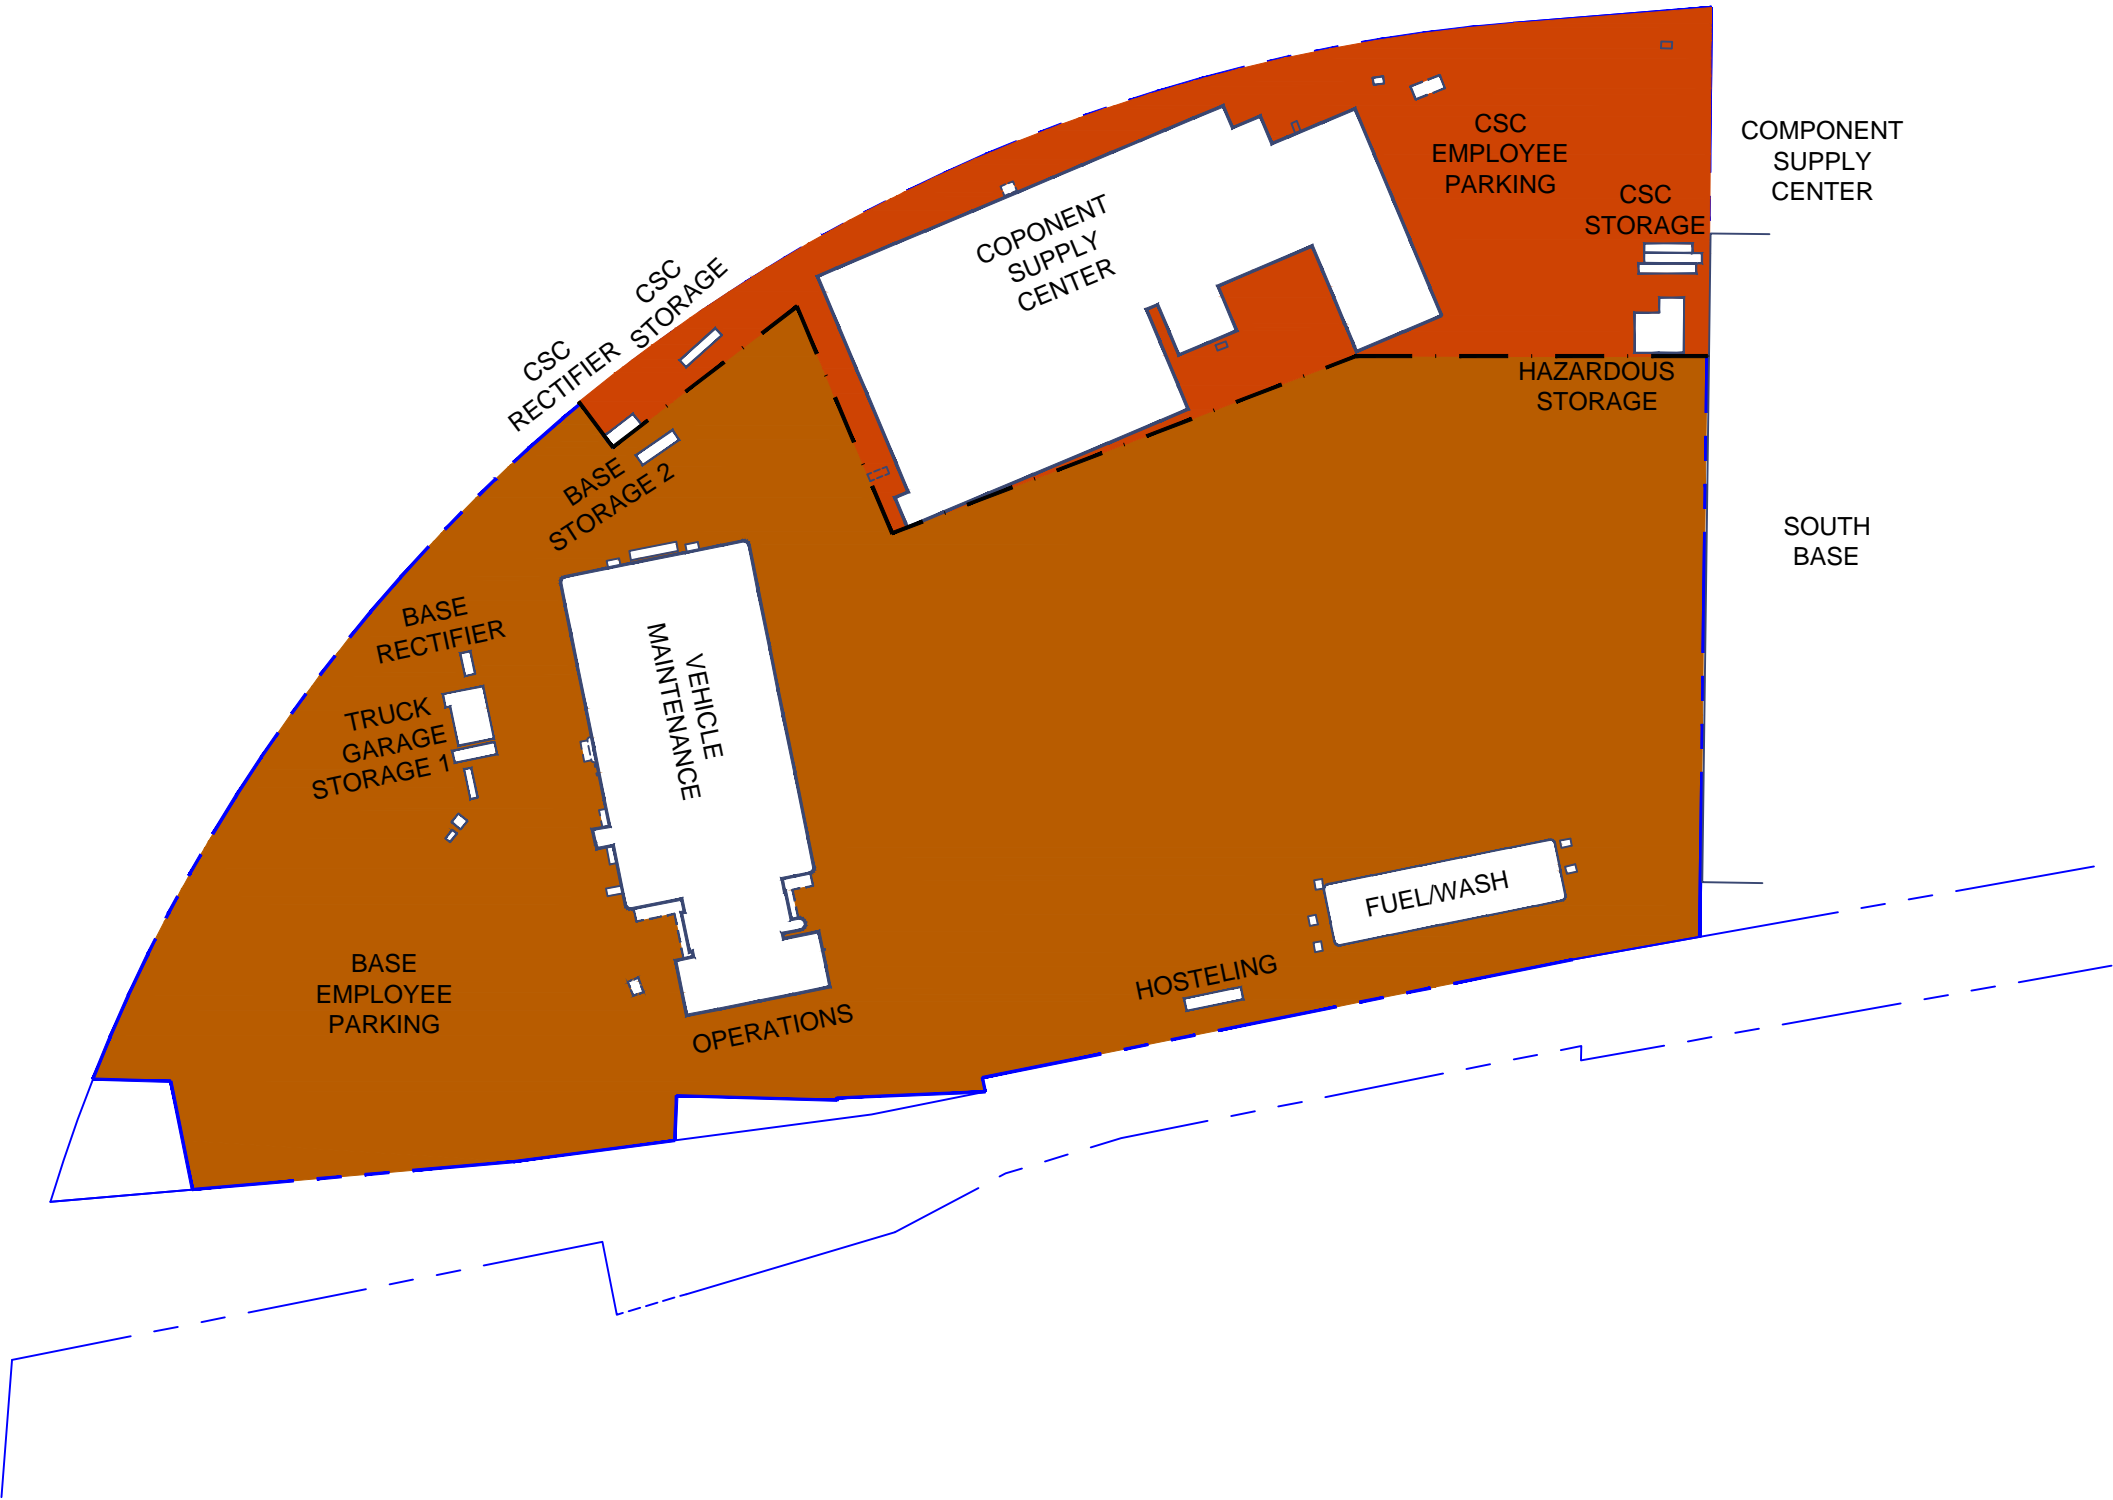 COMPONENT
SUPPLY
CENTER
CSC
EMPLOYEE
PARKING
CSC
STORAGE
COPONENT
SUPPLY
CENTER
CSC
STORAGE
CSC
RECTIFIER
HAZARDOUS
STORAGE
BASE
STORAGE 2
SOUTH
BASE
BASE
RECTIFIER
VEHICLE
MAINTENANCE
TRUCK
GARAGE
STORAGE 1
FUEL/WASH
HOSTELING
BASE
EMPLOYEE
PARKING
OPERATIONS